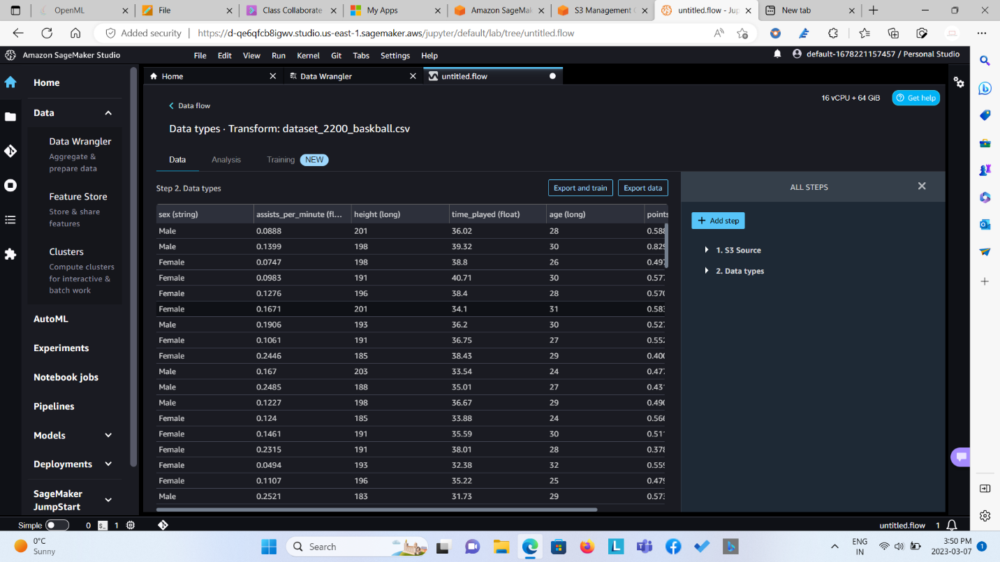 OpenML
File
Class Collaborate
My Apps
Amazon SageMak
S3 Management C
untitled.flow - Jup
New tab
Added security
https://d-qe6qfcb8igwv.studio.us-east-1.sagemaker.aws/jupyter/default/lab/tree/untitled.flow
Amazon SageMaker Studio
File Edit View Run Kernel Git Tabs Settings Help
default-1678221157457 / Personal Studio
Home
Data
Data Wrangler
Aggregate &
prepare data
Feature Store
Store & share
features
Clusters
Compute clusters
for interactive &
batch work
AutoML
Experiments
Notebook jobs
Pipelines
Models
Deployments
SageMaker
JumpStart
Home
Data Wrangler
untitled.flow
Data flow
16 vCPU + 64 GiB
Get help
Data types · Transform: dataset_2200_baskball.csv
Data Analysis Training NEW
Step 2. Data types
Export and train
Export data
sex (string) assists_per_minute (fl... height (long) time_played (float) age (long) points
Male 0.0888 201 36.02 28 0.588
Male 0.1399 198 39.32 30 0.829
Female 0.0747 198 38.8 26 0.497
Female 0.0983 191 40.71 30 0.577
Female 0.1276 196 38.4 28 0.570
Female 0.1671 201 34.1 31 0.583
Male 0.1906 193 36.2 30 0.527
Female 0.1061 191 36.75 27 0.552
Female 0.2446 185 38.43 29 0.400
Male 0.167 203 33.54 24 0.477
Male 0.2485 188 35.01 27 0.431
Male 0.1227 198 36.67 29 0.490
Female 0.124 185 33.88 24 0.566
Female 0.1461 191 35.59 30 0.511
Female 0.2315 191 38.01 28 0.378
Female 0.0494 193 32.38 32 0.559
Female 0.1107 196 35.22 25 0.479
Male 0.2521 183 31.73 29 0.573
ALL STEPS
Add step
1. S3 Source
2. Data types
Simple 0 $_ 1
untitled.flow 1
0°C
Sunny
Search
ENG
IN
3:50 PM
2023-03-07
1